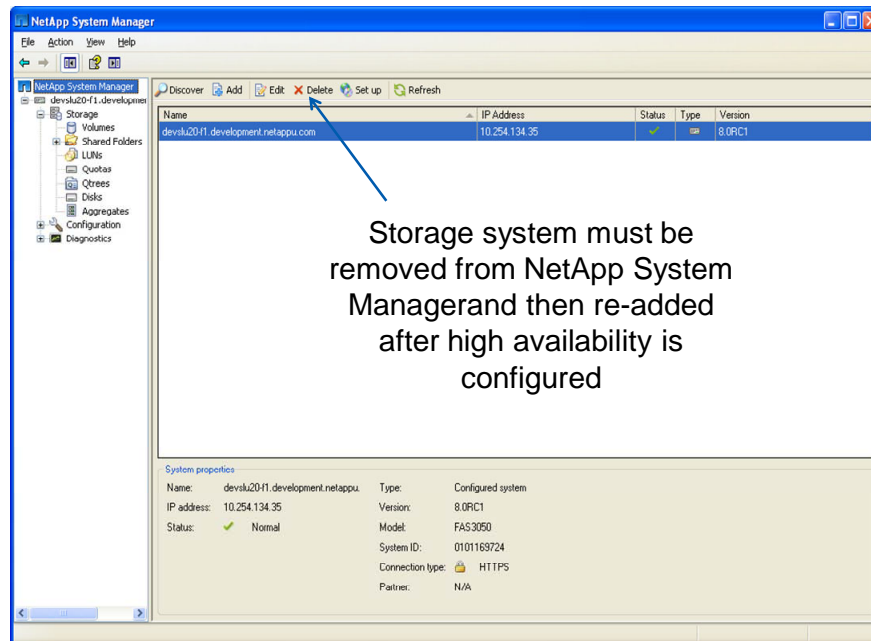 NetApp System Manager
File Action View Help
NetApp System Manager
devslu20-f1.developmer
Storage
Volumes
Shared Folders
LUNs
Quotas
Qtrees
Disks
Aggregates
Configuration
Diagnostics
Discover Add Edit Delete Set up Refresh
Name IP Address Status Type Version
devslu20-f1.development.netappu.com 10.254.134.35 8.0RC1
Storage system must be
removed from NetApp System
Managerand then re-added
after high availability is
configured
System properties
Name: devslu20-f1.development.netappu. Type: Configured system
IP address: 10.254.134.35 Version: 8.0RC1
Status: Normal Model: FAS3050
System ID: 0101169724
Connection type: HTTPS
Partner: N/A